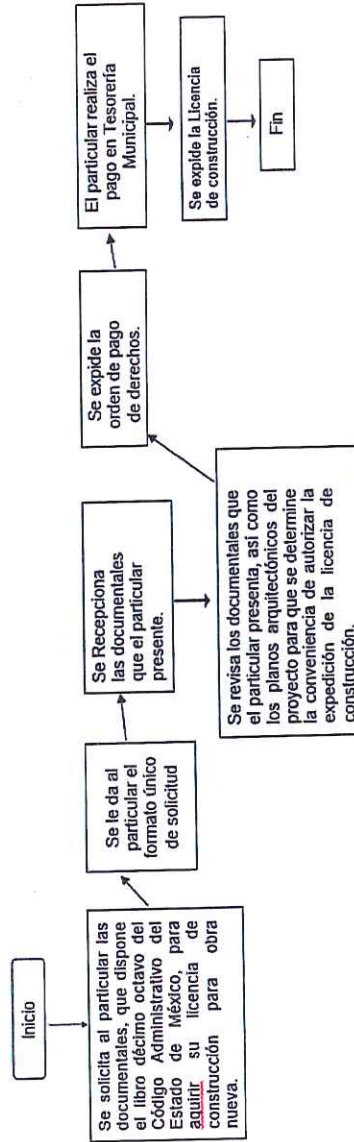 Inicio
Se solicita al particular las
documentales, que dispone
el libro décimo octavo del
Código Administrativo del
Estado de México, para
aquirir su licencia de
construcción para obra
nueva.
Se le da al
particular el
formato único
de solicitud
Se Recepciona
las documentales
que el particular
presente.
Se revisa los documentales que
el particular presenta, así como
los planos arquitectónicos del
proyecto para que se determine
la conveniencia de autorizar la
expedición de la licencia de
construcción.
Se expide la
orden de pago
de derechos.
El particular realiza el
pago en Tesorería
Municipal.
Se expide la Licencia
de construcción.
Fin